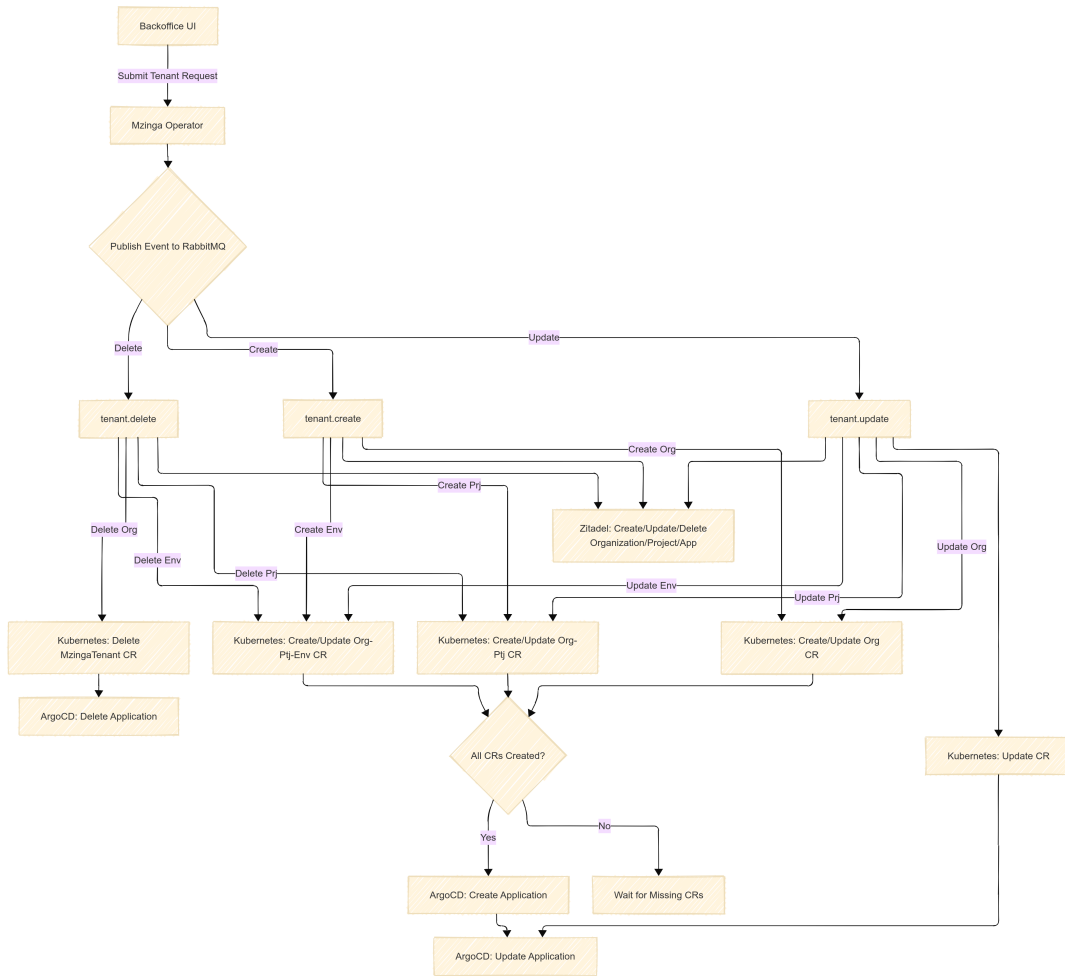 Backoffice UI
Submit Tenant Request
Mzinga Operator
Publish Event to RabbitMQ
Update
Delete
Create
tenant.delete
tenant.create
tenant.update
Create Org
Create Prj
Delete Org
Create Env
Zitadel: Create/Update/Delete
Organization/Project/App
Update Org
Delete Env
Delete Prj
Update Env
Update Prj
Kubernetes: Delete
MzingaTenant CR
Kubernetes: Create/Update Org-
Ptj-Env CR
Kubernetes: Create/Update Org-
Ptj CR
Kubernetes: Create/Update Org
CR
ArgoCD: Delete Application
All CRs Created?
Kubernetes: Update CR
No
Yes
ArgoCD: Create Application
Wait for Missing CRs
ArgoCD: Update Application